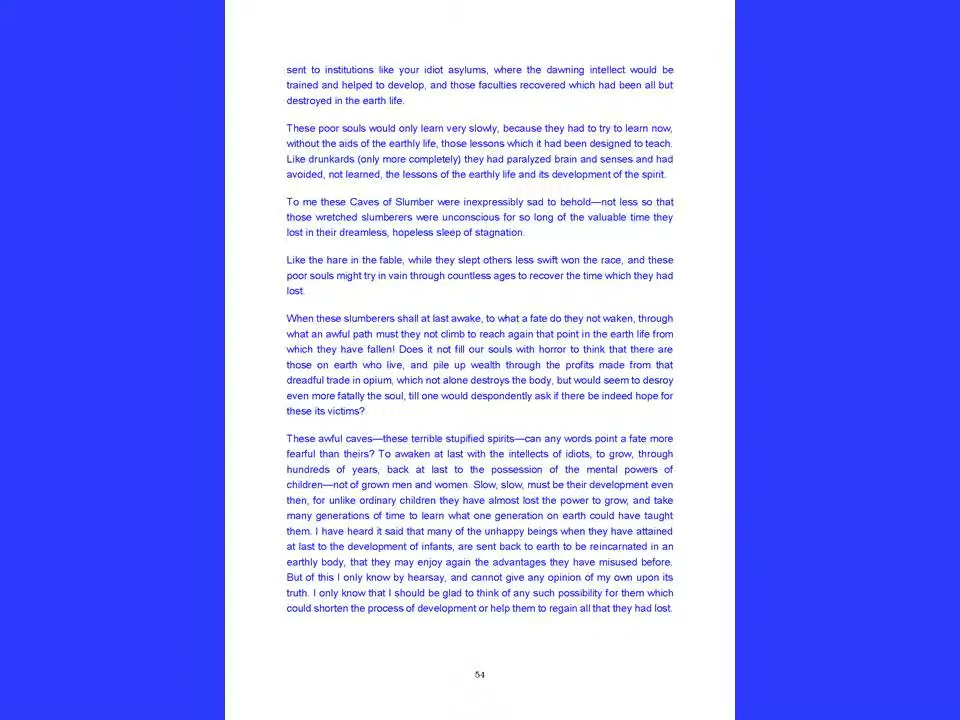 sent to institutions like your idiot asylums, where the dawning intellect would be
trained and helped to develop, and those faculties recovered which had been all but
destroyed in the earth life.
These poor souls would only learn very slowly, because they had to try to learn now,
without the aids of the earthly life, those lessons which it had been designed to teach.
Like drunkards (only more completely) they had paralyzed brain and senses and had
avoided, not learned, the lessons of the earthly life and its development of the spirit.
To me these Caves of Slumber were inexpressibly sad to behold—not less so that
those wretched slumberers were unconscious for so long of the valuable time they
lost in their dreamless, hopeless sleep of stagnation.
Like the hare in the fable, while they slept others less swift won the race, and these
poor souls might try in vain through countless ages to recover the time which they had
lost.
When these slumberers shall at last awake, to what a fate do they not waken, through
what an awful path must they not climb to reach again that point in the earth life from
which they have fallen! Does it not fill our souls with horror to think that there are
those on earth who live, and pile up wealth through the profits made from that
dreadful trade in opium, which not alone destroys the body, but would seem to desroy
even more fatally the soul, till one would despondently ask if there be indeed hope for
these its victims?
These awful caves—these terrible stupified spirits—can any words point a fate more
fearful than theirs? To awaken at last with the intellects of idiots, to grow, through
hundreds of years, back at last to the possession of the mental powers of
children—not of grown men and women. Slow, slow, must be their development even
then, for unlike ordinary children they have almost lost the power to grow, and take
many generations of time to learn what one generation on earth could have taught
them. I have heard it said that many of the unhappy beings when they have attained
at last to the development of infants, are sent back to earth to be reincarnated in an
earthly body, that they may enjoy again the advantages they have misused before.
But of this I only know by hearsay, and cannot give any opinion of my own upon its
truth. I only know that I should be glad to think of any such possibility for them which
could shorten the process of development or help them to regain all that they had lost.
54